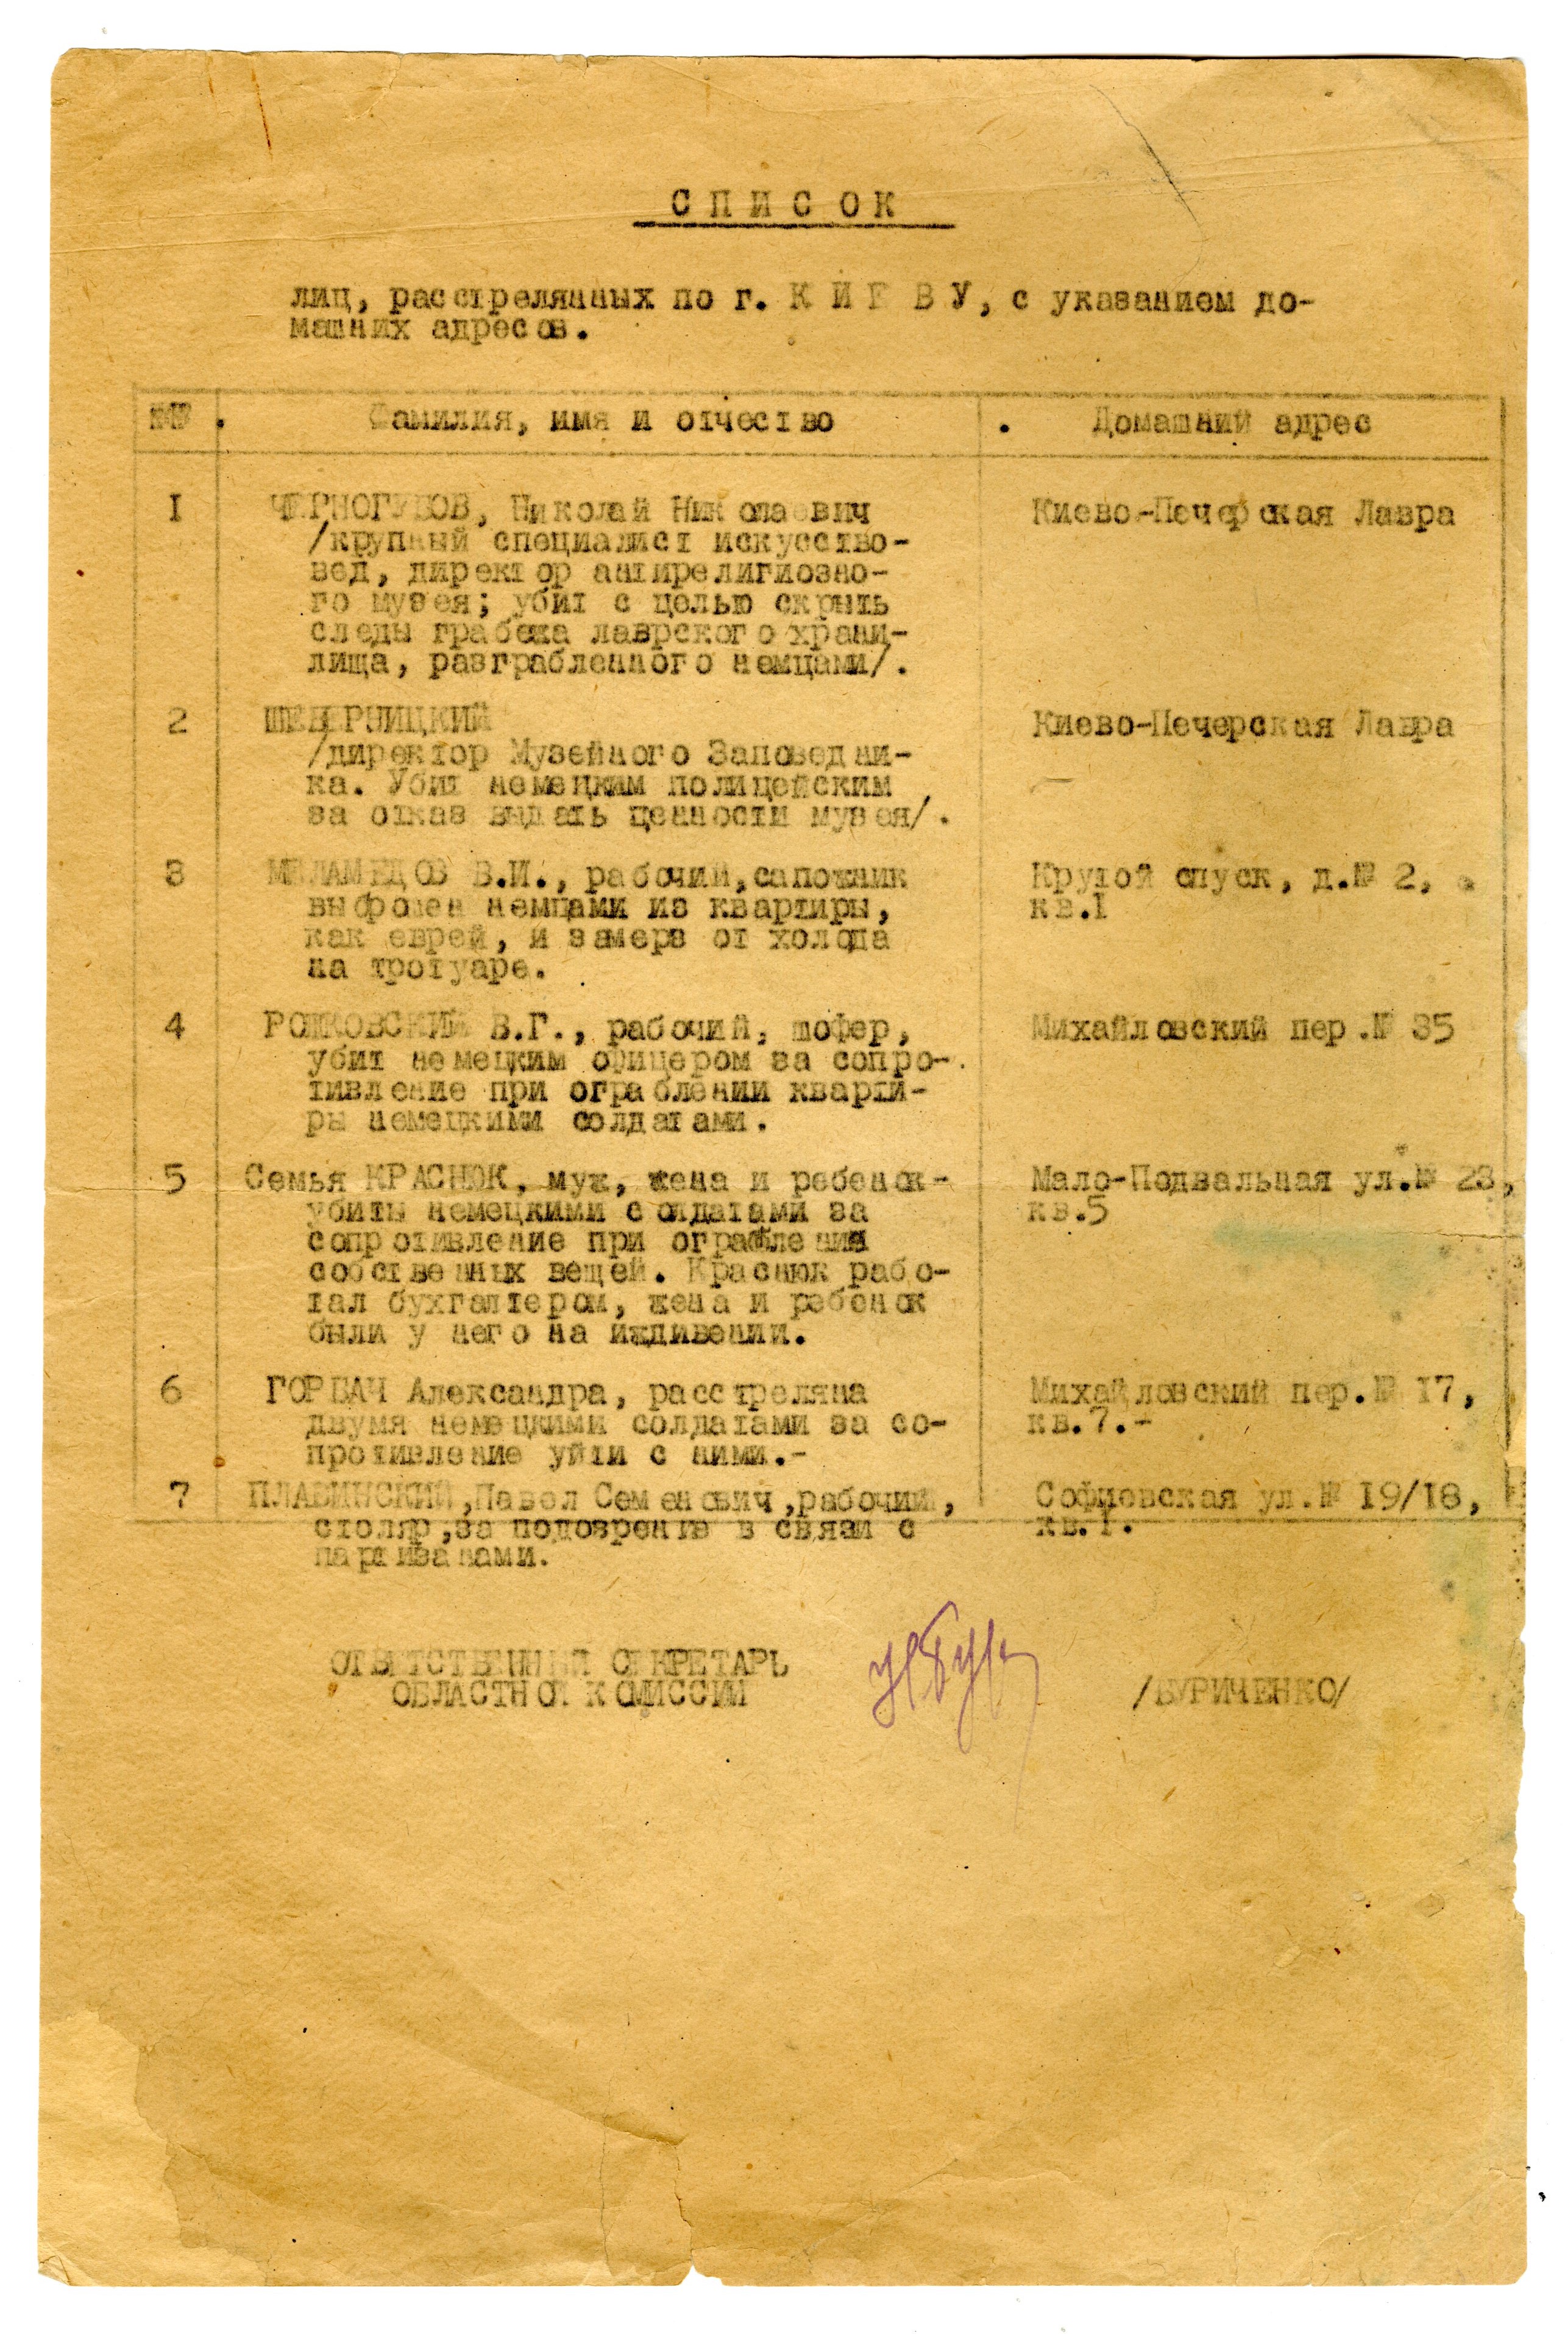 СПИСОК
лиц, расстрелянных по г. КИЕВУ, с указанием до-
машних адресов.
№№ . Фамилия, имя и отчество . Домашний адрес
1 ЧЕРНОГУБОВ, Николай Николаевич Киево-Печерская Лавра
/крупный специалист искусство-
вед, директор антирелигиозно-
го музея; убит с целью скрыть
следы грабежа лаврского храни-
лища, разграбленного немцами/.
2 Киево-Печерская Лавра
/директор Музейного Заповедни-
ка. Убит немецким полицейским
за отказ выдать ценности музея/.
3 МЕЛАМЕДОВ В.И., рабочий,сапожник Крутой спуск, д.№ 2,
выброшен немцами из квартиры, кв.1
как еврей, и замерз от холода
на тротуаре.
4 РОШКОВСКИЙ В.Г., рабочий, шофер, Михайловский пер.№ 35
убит немецким офицером за сопро-
тивление при ограблении кварти-
ры немецкими солдатами.
5 Семья КРАСНЮК, муж, жена и ребенок- Мало-Подвальная ул.№ 23,
убиты немецкими солдатами за кв.5
сопротивление при ограблении
собственных вещей. Краснюк рабо-
тал бухгалтером, жена и ребенок
были у него на иждивении.
6 ГОРБАЧ Александра, расстреляна Михайловский пер.№ 17,
двумя немецкими солдатами за со- кв.7.-
противление уйти с ними.-
7 ПЛАВИНСКИЙ,Павел Семенович,рабочий, Софиевская ул.№ 19/18,
столяр,за подозрение в связи с кв.1.
партизанами.
ОТВЕТСТВЕННЫЙ СЕКРЕТАРЬ
ОБЛАСТНОЙ КОМИССИИ /БУРИЧЕНКО/